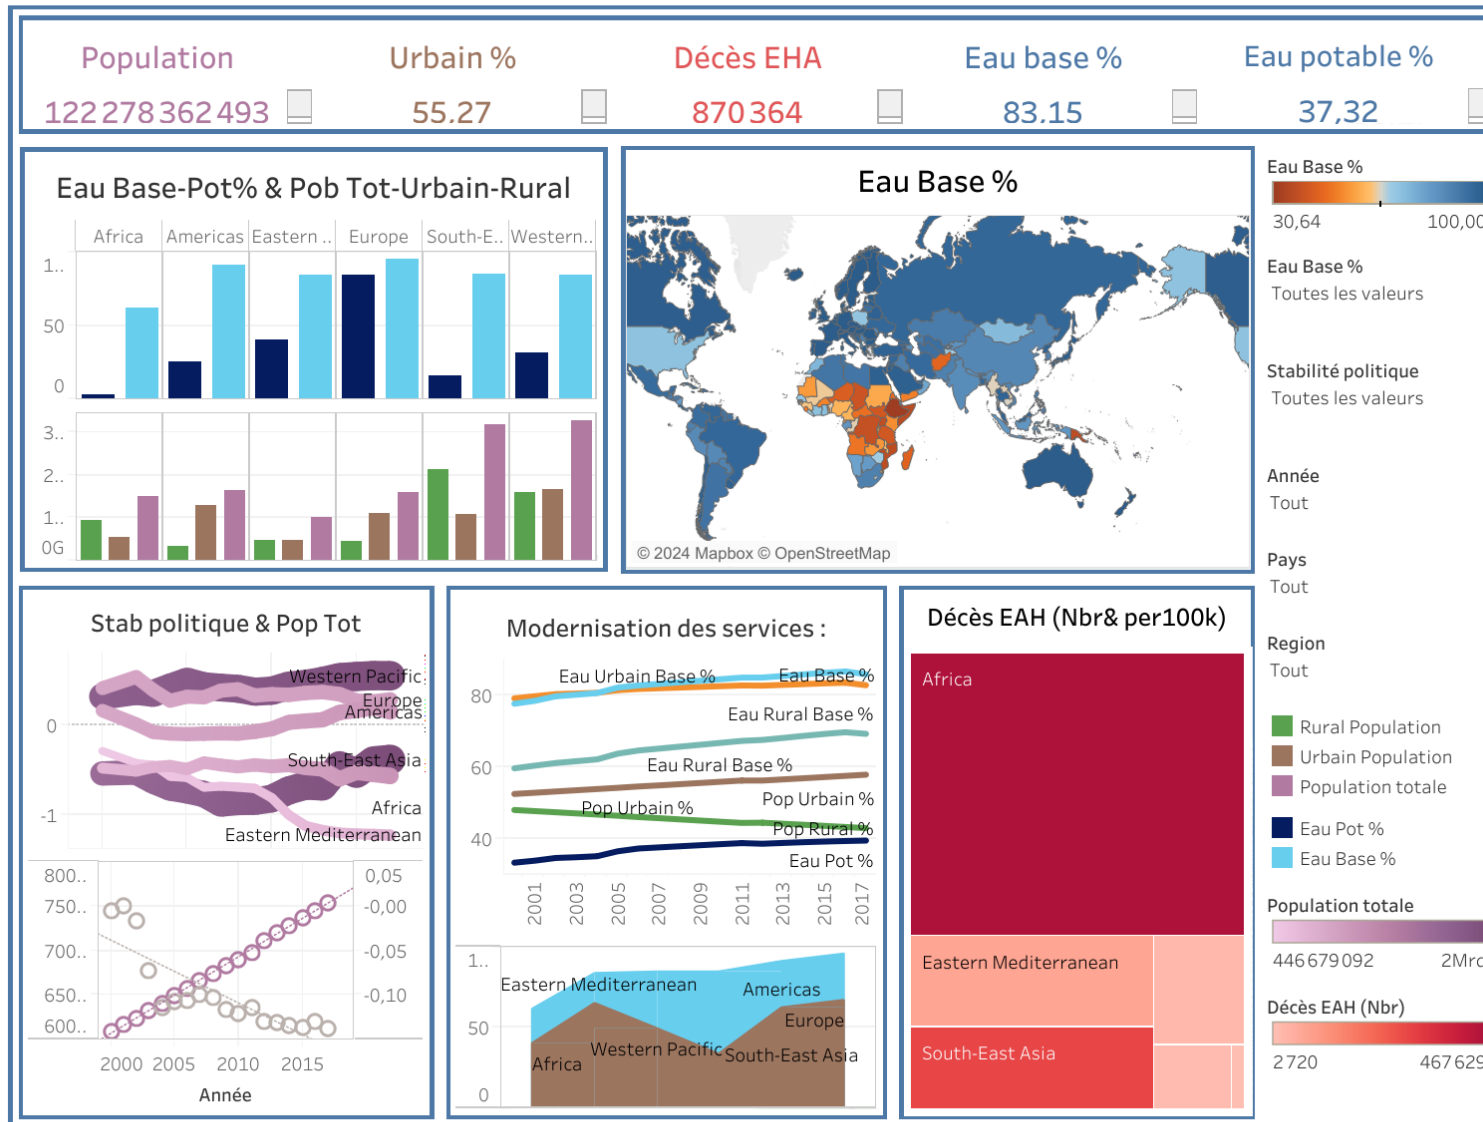 Population
122 278 362 493
Urbain %
55,27
Décès EHA
870 364
Eau base %
83,15
Eau potable %
37,32
Eau Base-Pot% & Pob Tot-Urbain-Rural
Africa
Americas
Eastern ..
Europe
South-E..
Western..
1..
50
0
3..
2..
1..
0G
Eau Base %
© 2024 Mapbox © OpenStreetMap
Eau Base %
30,64
100,00
Eau Base %
Toutes les valeurs
Stabilité politique
Toutes les valeurs
Année
Tout
Pays
Tout
Region
Tout
Rural Population
Urbain Population
Population totale
Eau Pot %
Eau Base %
Population totale
446 679 092
2Mrd
Décès EAH (Nbr)
2 720
467 629
Stab politique & Pop Tot
Western Pacific
Europe
Americas
0
South-East Asia
Africa
-1
Eastern Mediterranean
800..
0,05
750..
-0,00
700..
-0,05
650..
-0,10
600..
2000
2005
2010
2015
Année
Modernisation des services :
Eau Urbain Base %
Eau Base %
80
Eau Rural Base %
60
Eau Rural Base %
Pop Urbain %
Pop Urbain %
Pop Rural %
40
Eau Pot %
2001
2003
2005
2007
2009
2011
2013
2015
2017
1..
Eastern Mediterranean
Americas
50
Europe
Western Pacific
South-East Asia
Africa
0
Décès EAH (Nbr& per100k)
Africa
Eastern Mediterranean
South-East Asia